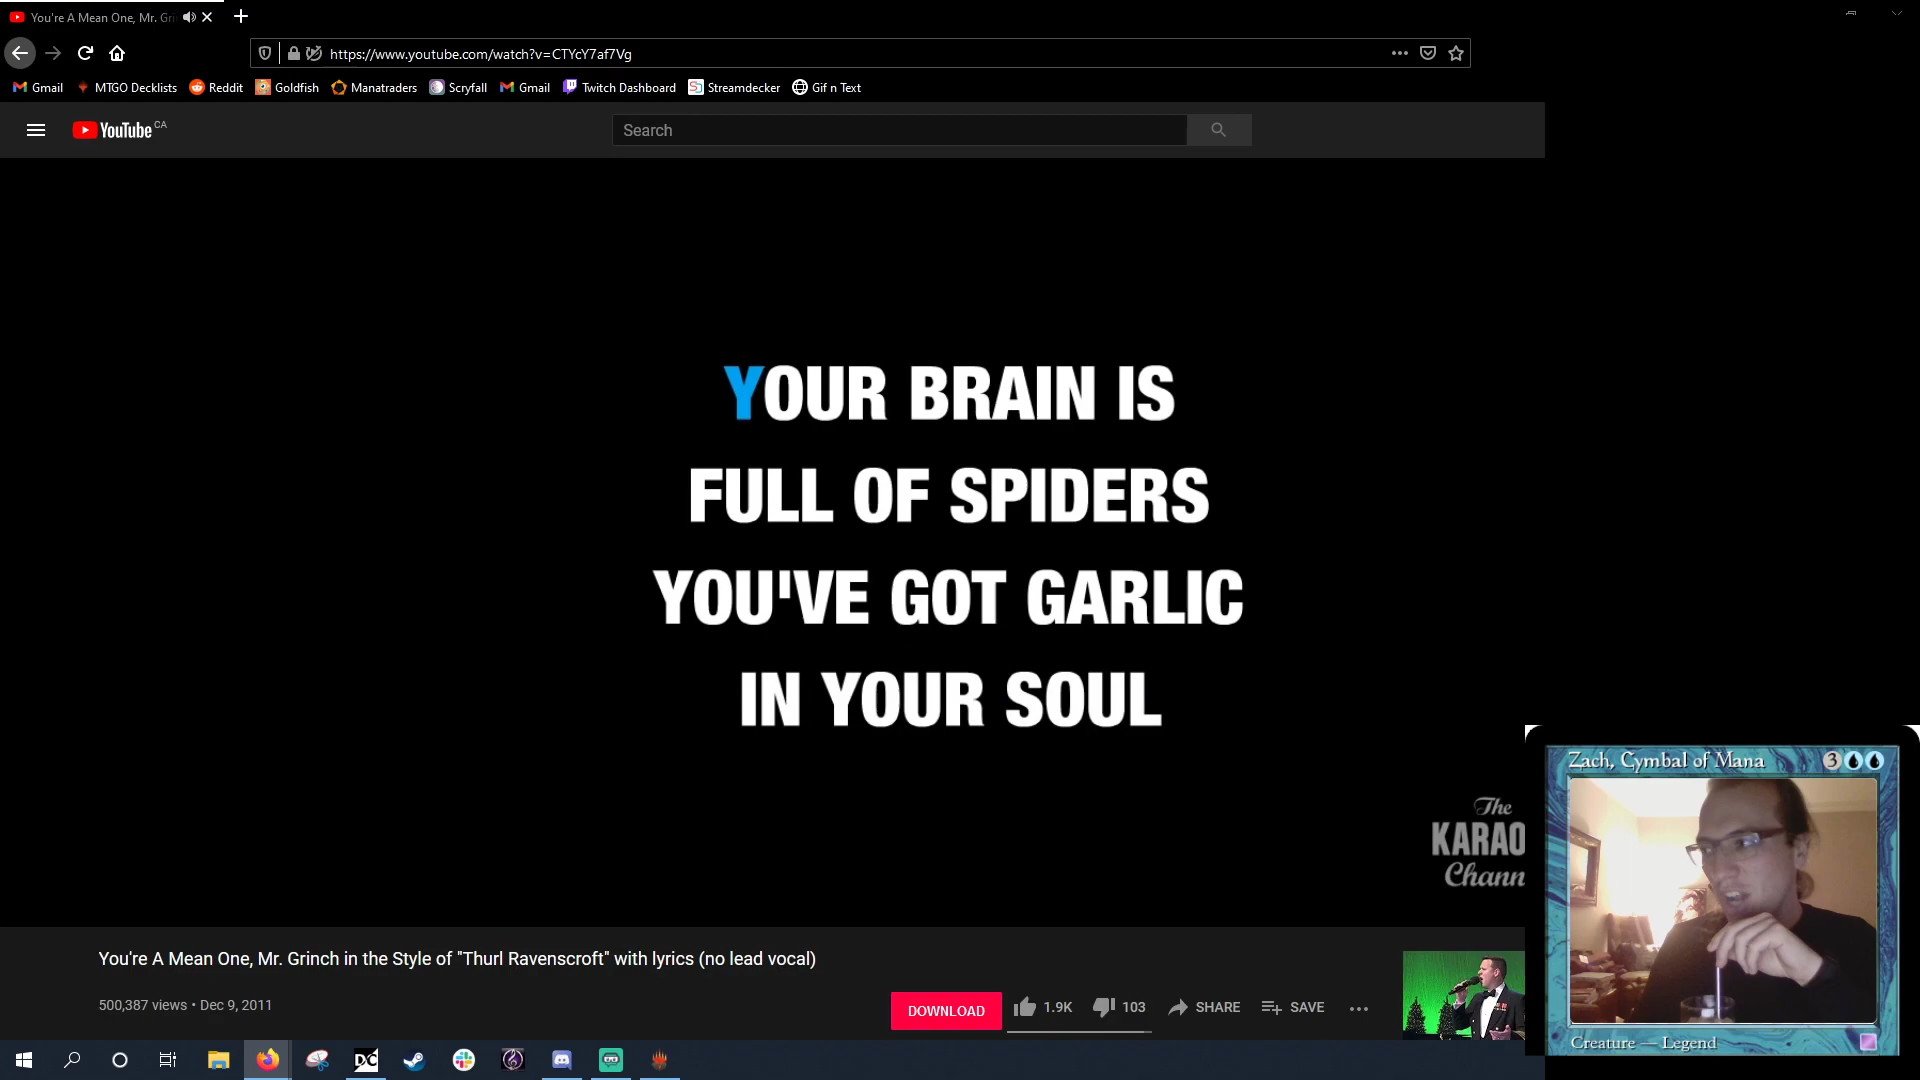 You're A Mean One, Mr. Gri
https://www.youtube.com/watch?v=CTYcY7af7Vg
Gmail MTGO Decklists Reddit Goldfish Manatraders Scryfall Gmail Twitch Dashboard Streamdecker Gif n Text
YouTube CA
Search
YOUR BRAIN IS
FULL OF SPIDERS
YOU'VE GOT GARLIC
IN YOUR SOUL
The
KARAO
Chann
Zach, Cymbal of Mana 3
Creature — Legend
You're A Mean One, Mr. Grinch in the Style of "Thurl Ravenscroft" with lyrics (no lead vocal)
500,387 views • Dec 9, 2011
DOWNLOAD 1.9K 103 SHARE SAVE
DC